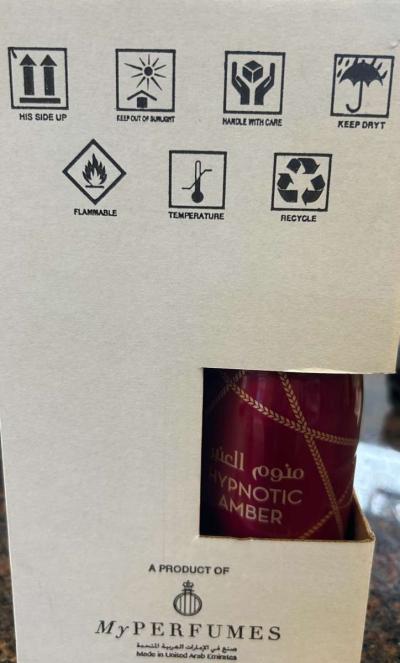 HIS SIDE UP
KEEP OUT OF SUNLIGHT
HANDLE WITH CARE
KEEP DRYT
FLAMMABLE
TEMPERATURE
RECYCLE
منوم العنبر
HYPNOTIC
AMBER
A PRODUCT OF
MyPERFUMES
صنع في الإمارات العربية المتحدة
Made in United Arab Emirates